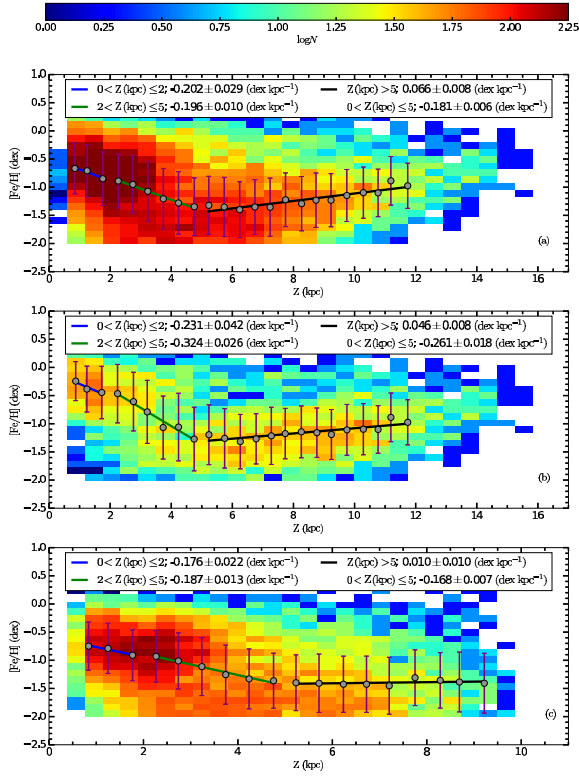 0.00 0.25 0.50 0.75 1.00 1.25 1.50 1.75 2.00 2.25
logN
1.0
0.5
0.0
−0.5
−1.0
−1.5
−2.0
−2.5
[Fe/H] (dex)
0<Z (kpc)≤2; -0.202±0.029 (dex kpc⁻¹)
2<Z (kpc)≤5; -0.196±0.010 (dex kpc⁻¹)
Z (kpc)>5; 0.066±0.008 (dex kpc⁻¹)
0<Z (kpc)≤5; -0.181±0.006 (dex kpc⁻¹)
(a)
0 2 4 6 8 10 12 14 16
Z (kpc)
1.0
0.5
0.0
−0.5
−1.0
−1.5
−2.0
−2.5
[Fe/H] (dex)
0<Z (kpc)≤2; -0.231±0.042 (dex kpc⁻¹)
2<Z (kpc)≤5; -0.324±0.026 (dex kpc⁻¹)
Z (kpc)>5; 0.046±0.008 (dex kpc⁻¹)
0<Z (kpc)≤5; -0.261±0.018 (dex kpc⁻¹)
(b)
0 2 4 6 8 10 12 14 16
Z (kpc)
1.0
0.5
0.0
−0.5
−1.0
−1.5
−2.0
−2.5
[Fe/H] (dex)
0<Z (kpc)≤2; -0.176±0.022 (dex kpc⁻¹)
2<Z (kpc)≤5; -0.187±0.013 (dex kpc⁻¹)
Z (kpc)>5; 0.010±0.010 (dex kpc⁻¹)
0<Z (kpc)≤5; -0.168±0.007 (dex kpc⁻¹)
(c)
0 2 4 6 8 10
Z (kpc)